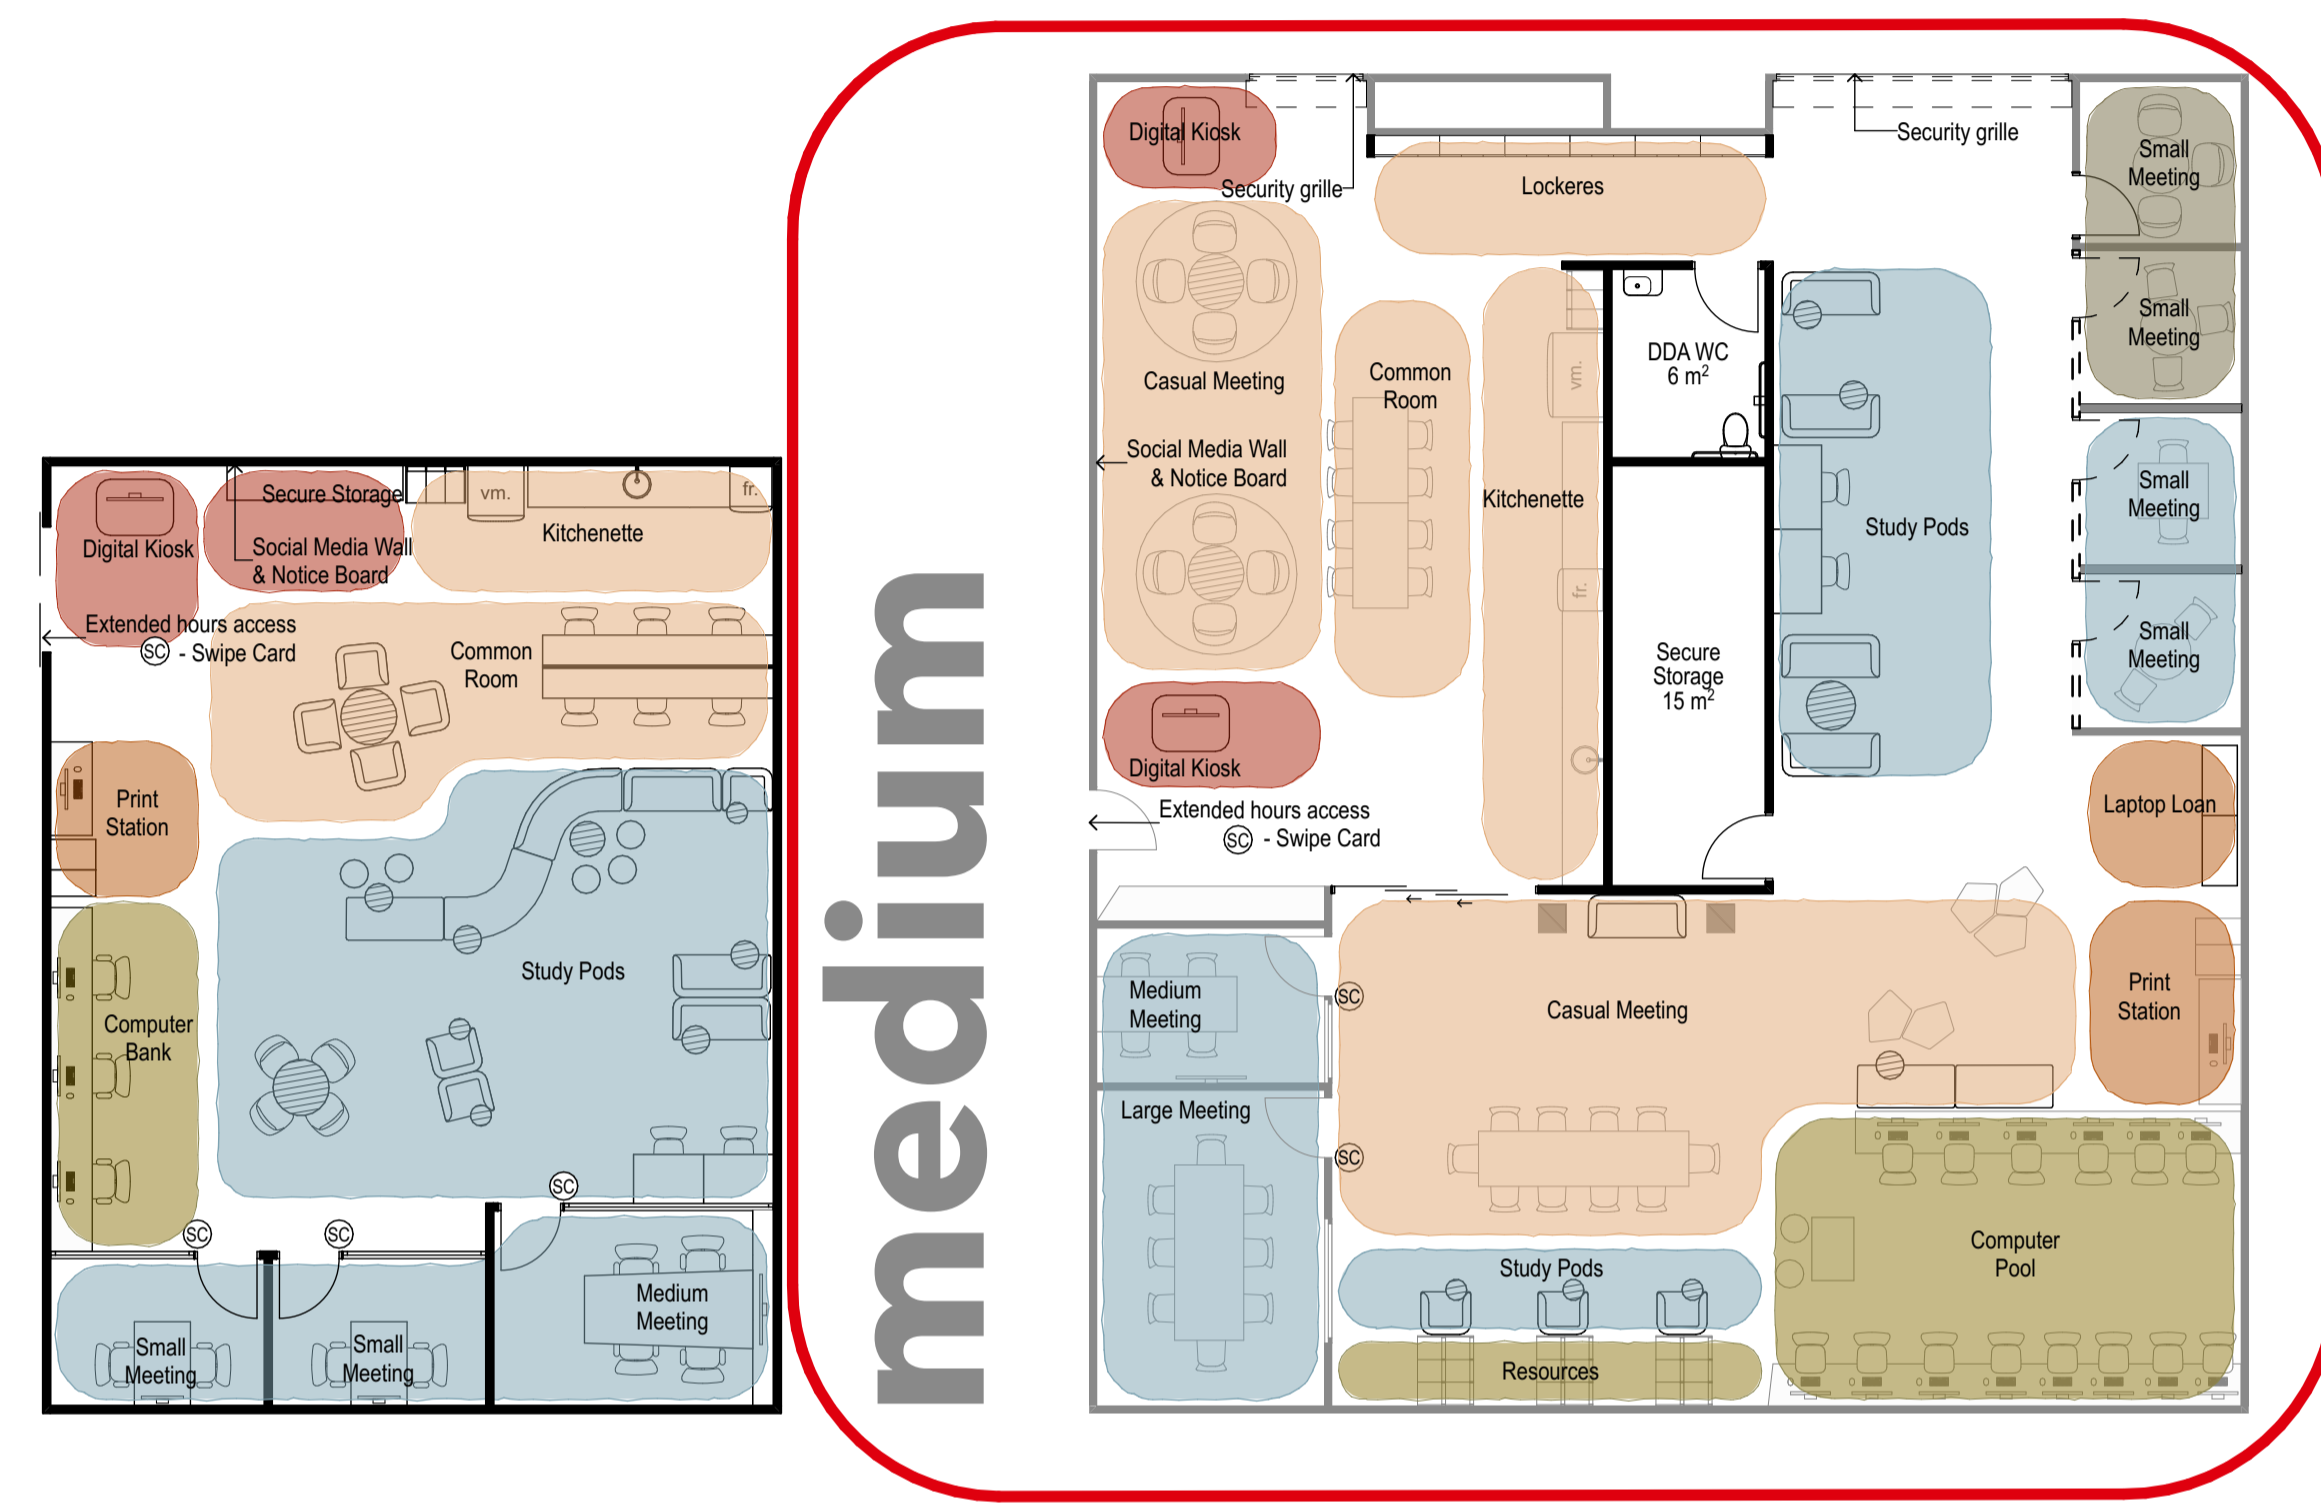 Secure Storage
vm.
fr.
Kitchenette
Digital Kiosk
Social Media Wall
& Notice Board
Extended hours access
SC - Swipe Card
Common
Room
Print
Station
Study Pods
Computer
Bank
SC
SC
SC
Small
Meeting
Small
Meeting
Medium
Meeting
medium
Digital Kiosk
Security grille
Lockeres
Security grille
Small
Meeting
Small
Meeting
Casual Meeting
Common
Room
vm.
DDA WC
6 m²
Social Media Wall
& Notice Board
Kitchenette
fr.
Study Pods
Small
Meeting
Small
Meeting
Secure
Storage
15 m²
Digital Kiosk
Extended hours access
SC - Swipe Card
Laptop Loan
Medium
Meeting
SC
Casual Meeting
Print
Station
Large Meeting
SC
Computer
Pool
Study Pods
Resources